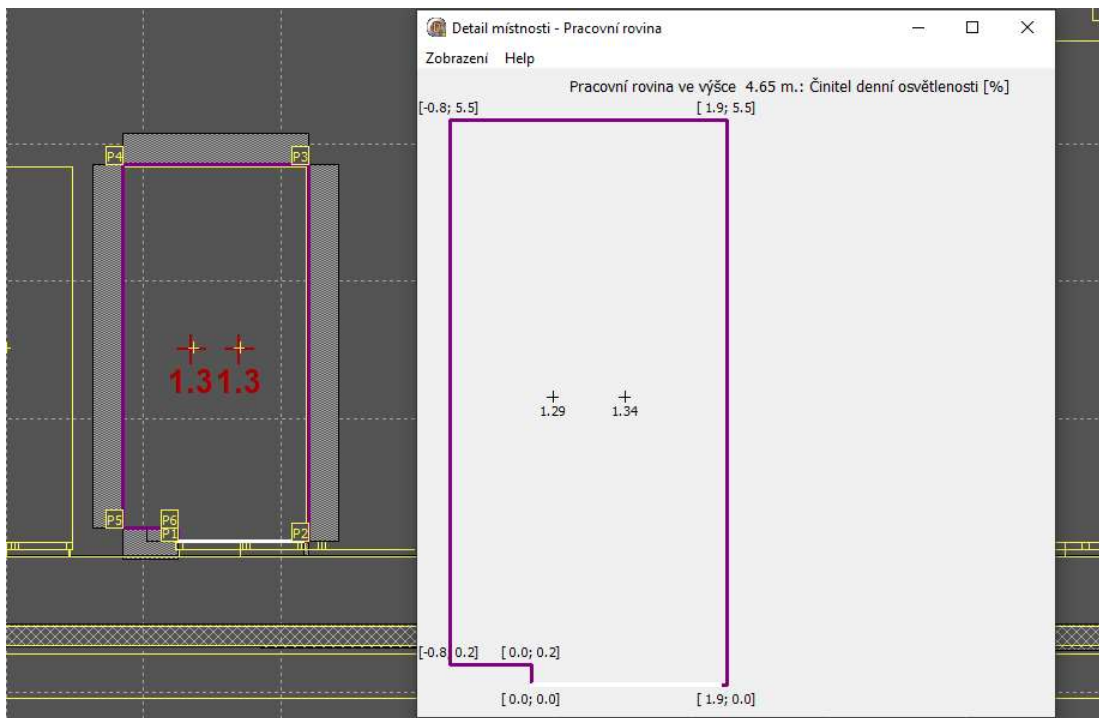 Detail místnosti - Pracovní rovina
Zobrazení Help
Pracovní rovina ve výšce 4.65 m.: Činitel denní osvětlenosti [%]
[-0.8; 5.5] [ 1.9; 5.5]
P4 P3
1.3 1.3
1.29 1.34
P5 P6
P1 P2
[-0.8; 0.2] [ 0.0; 0.2]
[ 0.0; 0.0] [ 1.9; 0.0]